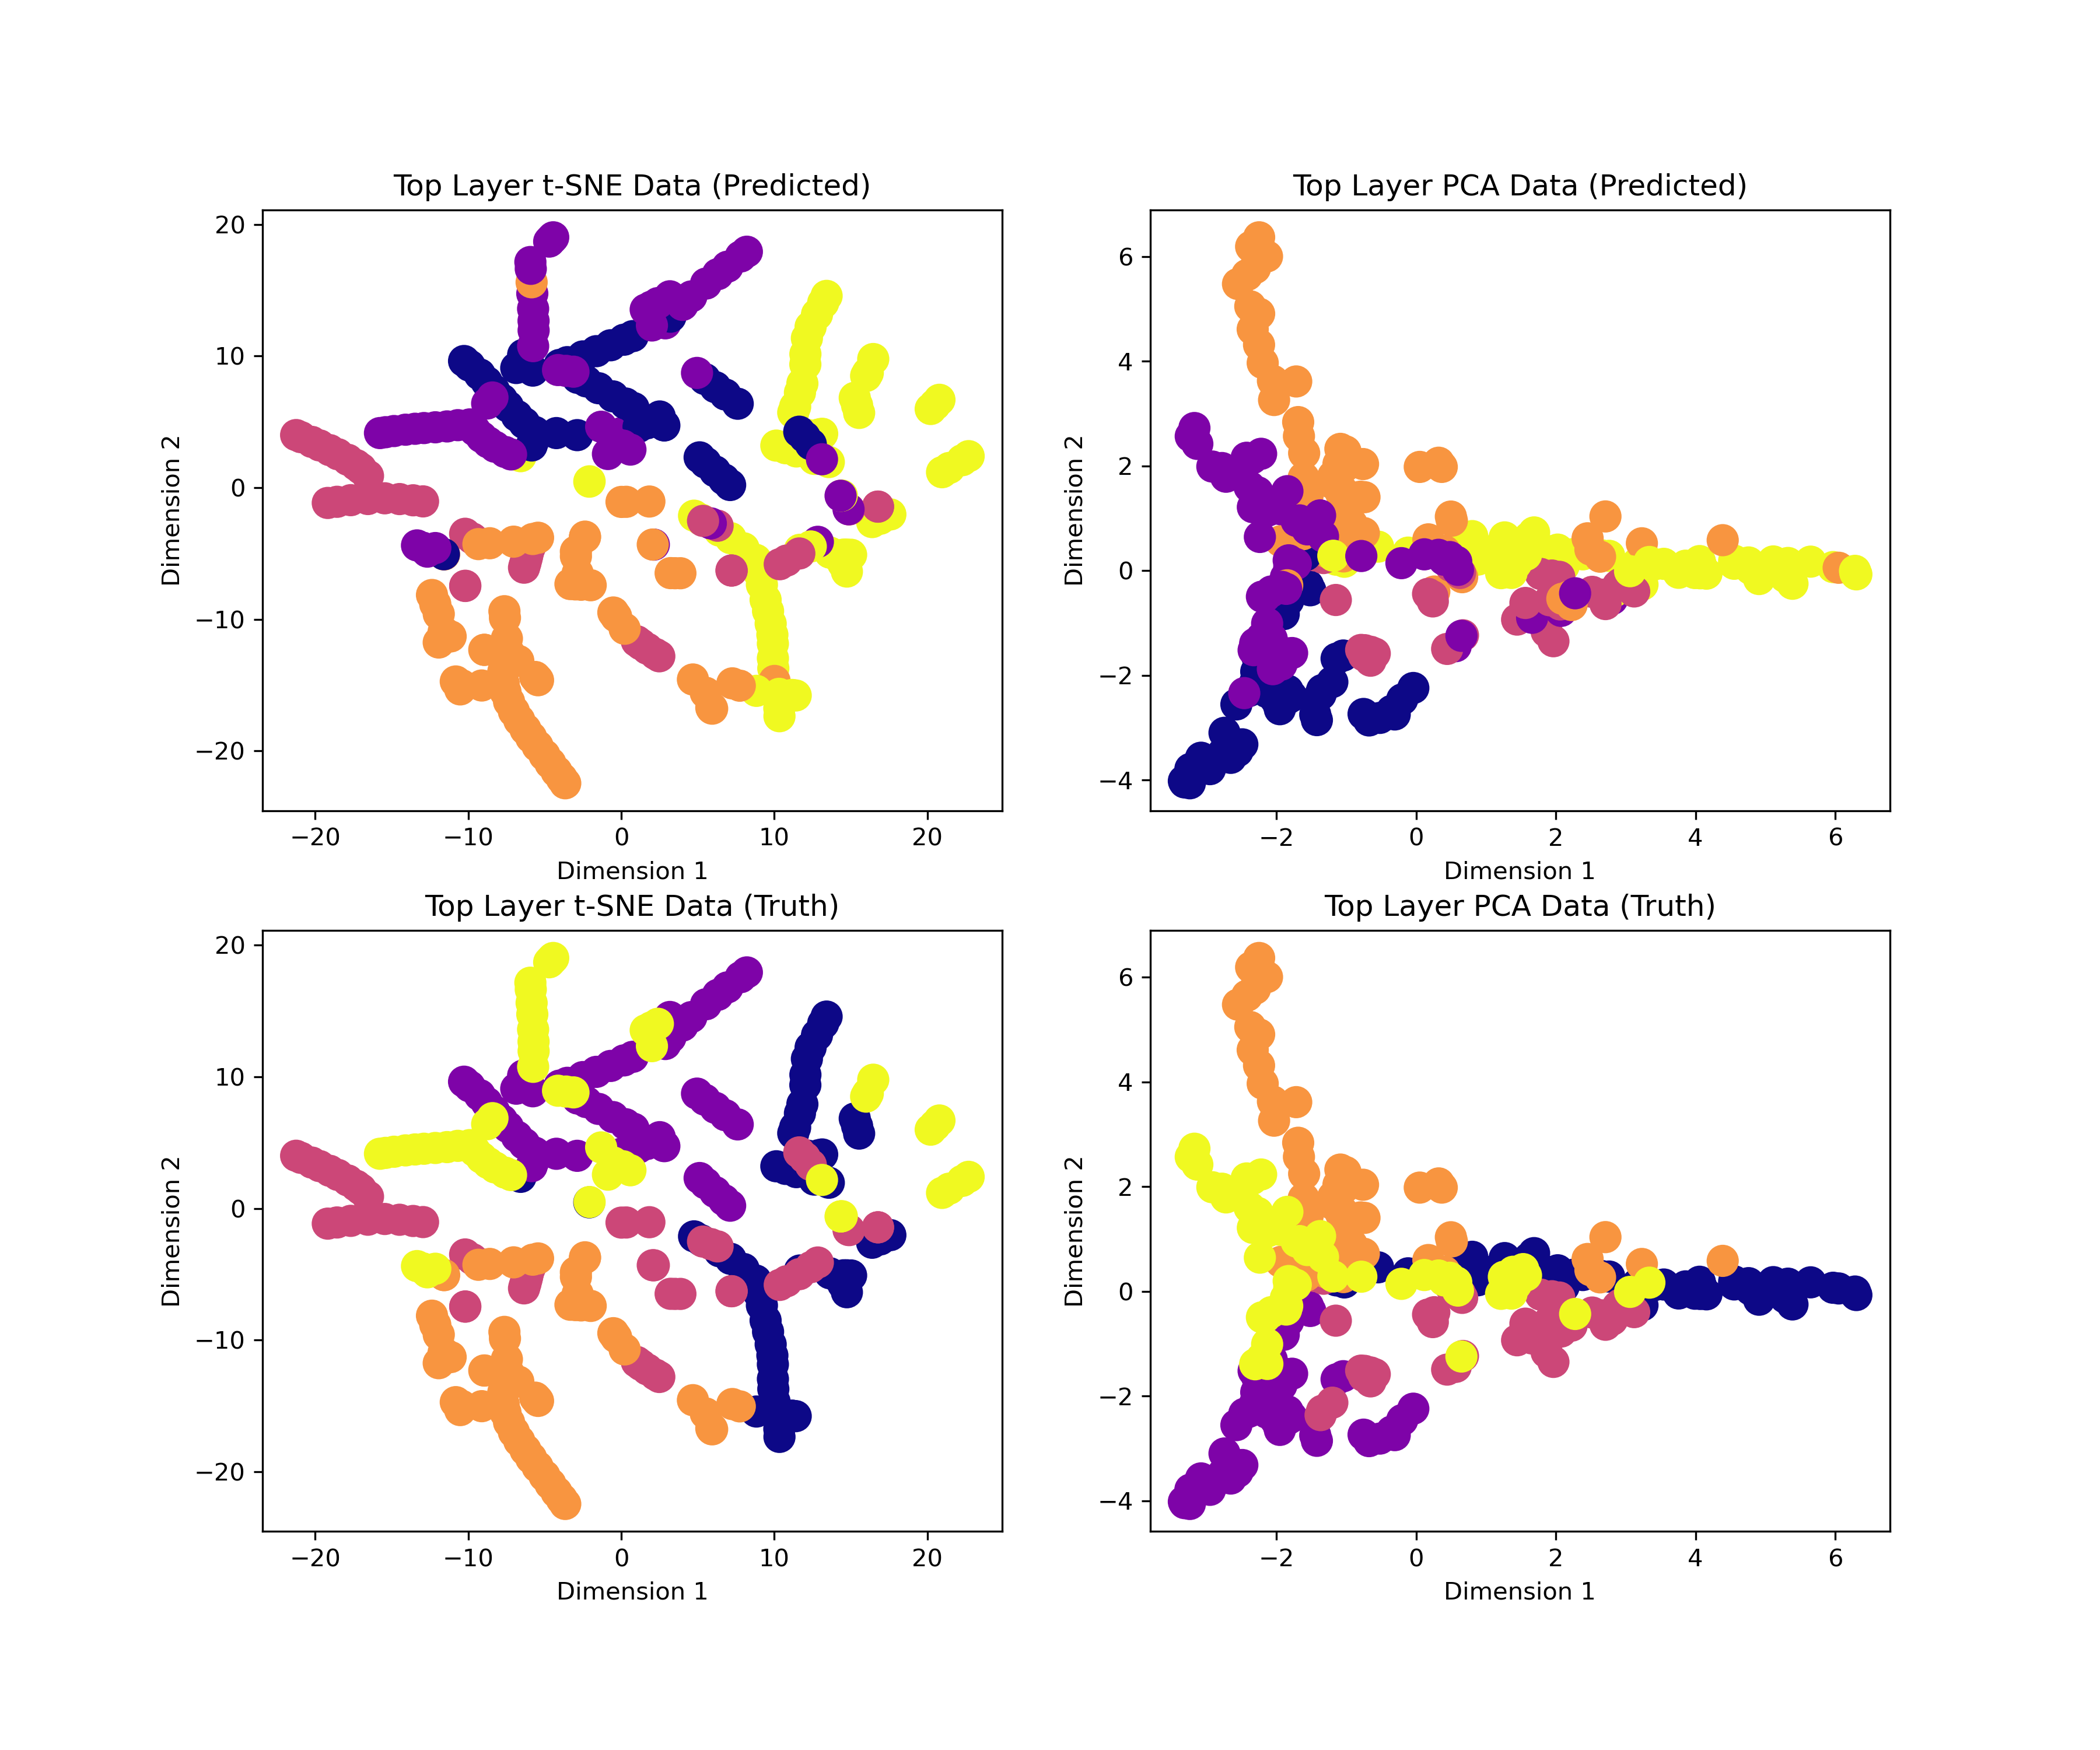 Top Layer t-SNE Data (Predicted)
20
10
0
−10
−20
Dimension 2
−20 −10 0 10 20
Dimension 1
Top Layer PCA Data (Predicted)
6
4
2
0
−2
−4
Dimension 2
−2 0 2 4 6
Dimension 1
Top Layer t-SNE Data (Truth)
20
10
0
−10
−20
Dimension 2
−20 −10 0 10 20
Dimension 1
Top Layer PCA Data (Truth)
6
4
2
0
−2
−4
Dimension 2
−2 0 2 4 6
Dimension 1